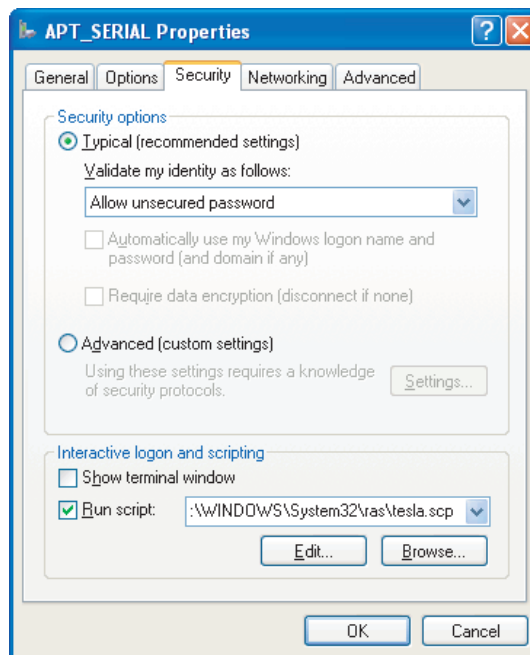 APT_SERIAL Properties
General Options Security Networking Advanced
Security options
Typical (recommended settings)
Validate my identity as follows:
Allow unsecured password
Automatically use my Windows logon name and
password (and domain if any)
Require data encryption (disconnect if none)
Advanced (custom settings)
Using these settings requires a knowledge
of security protocols.
Settings...
Interactive logon and scripting
Show terminal window
Run script: :\WINDOWS\System32\ras\tesla.scp
Edit... Browse...
OK Cancel